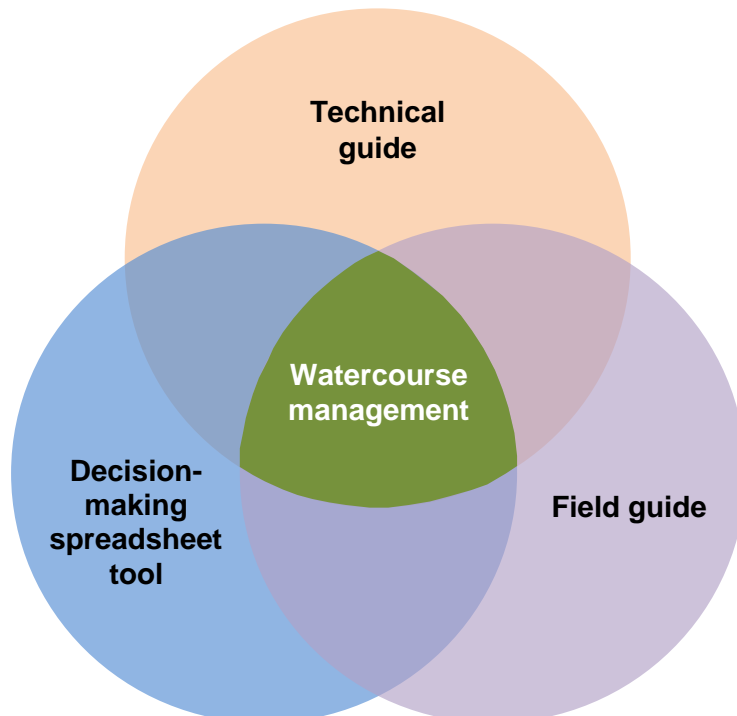 Technical
guide
Watercourse
management
Decision-
making
spreadsheet
tool
Field guide